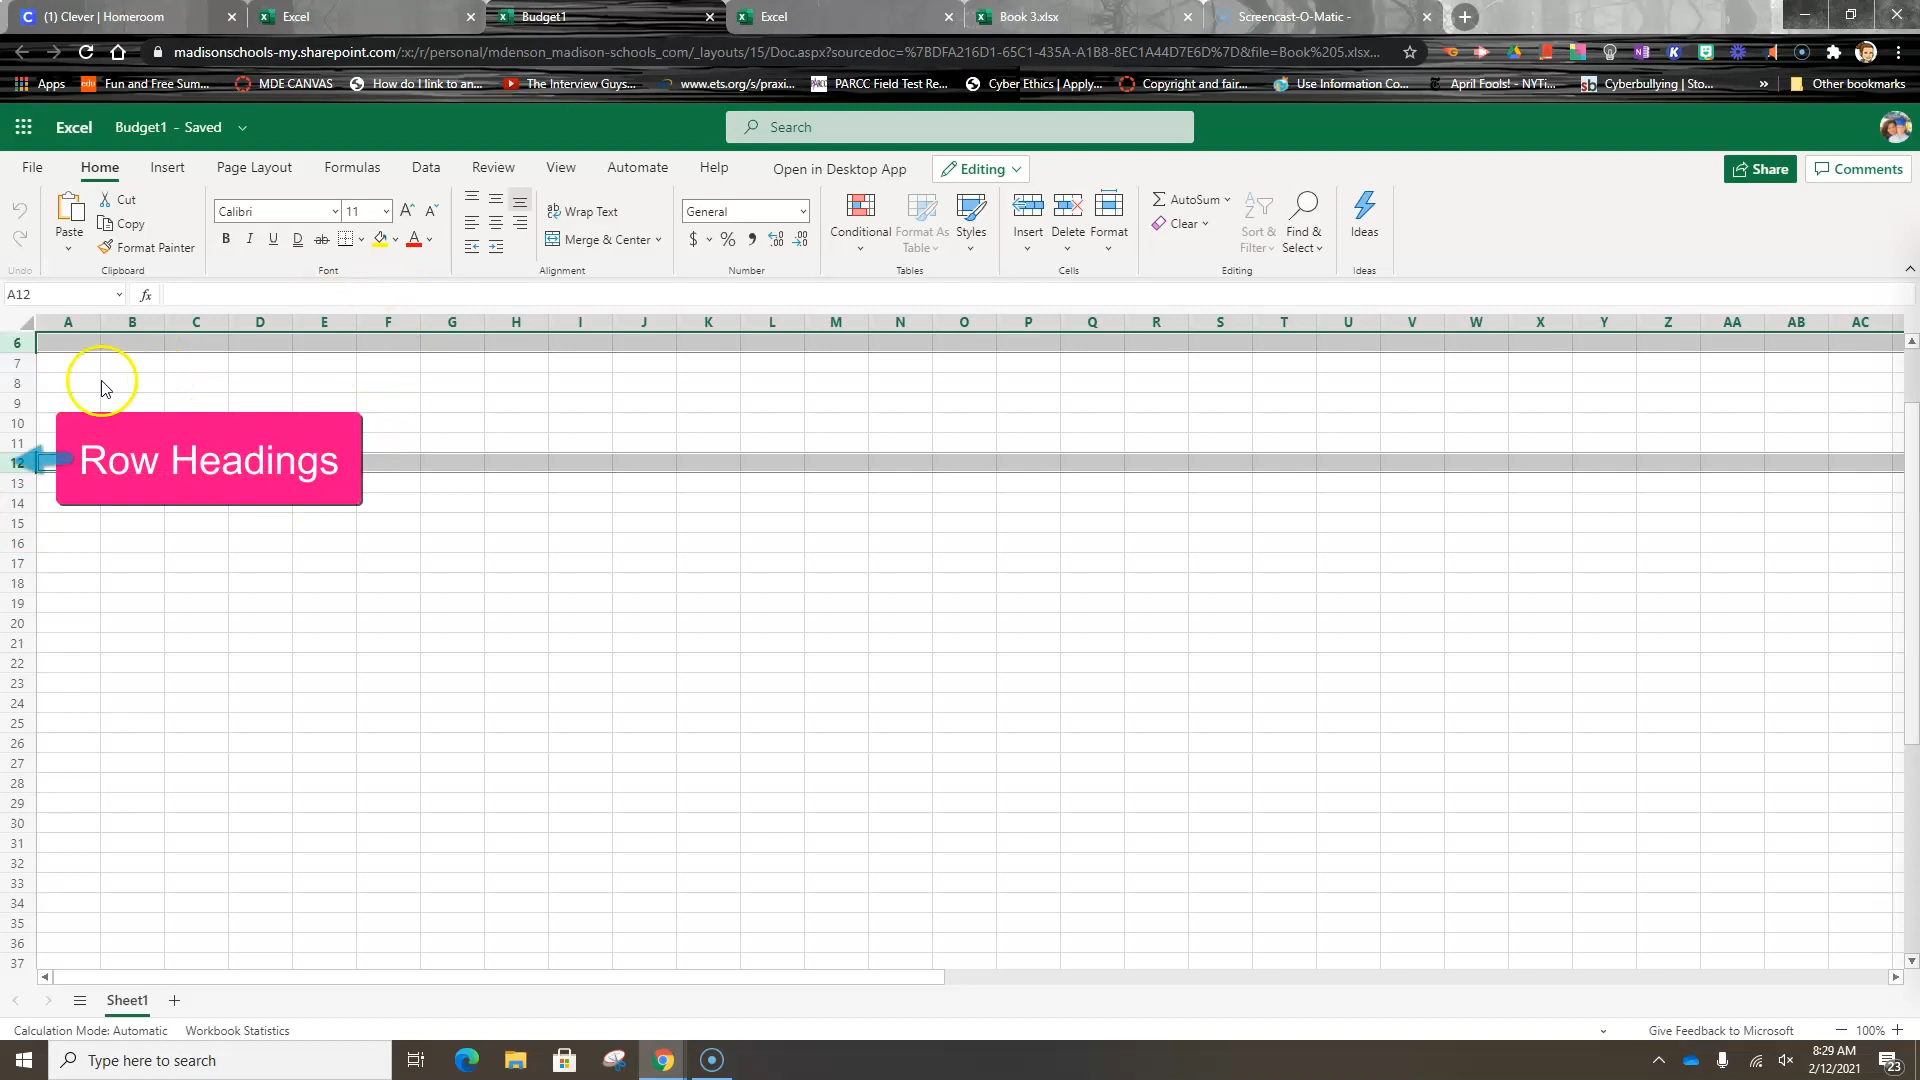 (1) Clever | Homeroom
Excel
Budget1
Excel
Book 3.xlsx
Screencast-O-Matic -
madisonschools-my.sharepoint.com/:x:/r/personal/mdenson_madison-schools_com/_layouts/15/Doc.aspx?sourcedoc=%7BDFA216D1-65C1-435A-A1B8-8EC1A44D7E6D%7D&file=Book%205.xlsx...
Apps
Fun and Free Sum...
MDE CANVAS
How do I link to an...
The Interview Guys...
www.ets.org/s/praxi...
PARCC Field Test Re...
Cyber Ethics | Apply...
Copyright and fair...
Use Information Co...
April Fools! - NYTi...
Cyberbullying | Sto...
»
Other bookmarks
Excel
Budget1 - Saved
Search
File
Home
Insert
Page Layout
Formulas
Data
Review
View
Automate
Help
Open in Desktop App
Editing
Share
Comments
Paste
Cut
Copy
Format Painter
Calibri
11
B I U D ab
Wrap Text
Merge & Center
General
$ % 9 .00 .00
Conditional
Format As
Table
Styles
Insert
Delete
Format
AutoSum
Clear
Sort &
Filter
Find &
Select
Ideas
Undo
Clipboard
Font
Alignment
Number
Tables
Cells
Editing
Ideas
A12
fx
A B C D E F G H I J K L M N O P Q R S T U V W X Y Z AA AB AC
6
7
8
9
10
11
12
Row Headings
13
14
15
16
17
18
19
20
21
22
23
24
25
26
27
28
29
30
31
32
33
34
35
36
37
Sheet1
Calculation Mode: Automatic
Workbook Statistics
Give Feedback to Microsoft
100%
Type here to search
8:29 AM
2/12/2021
23